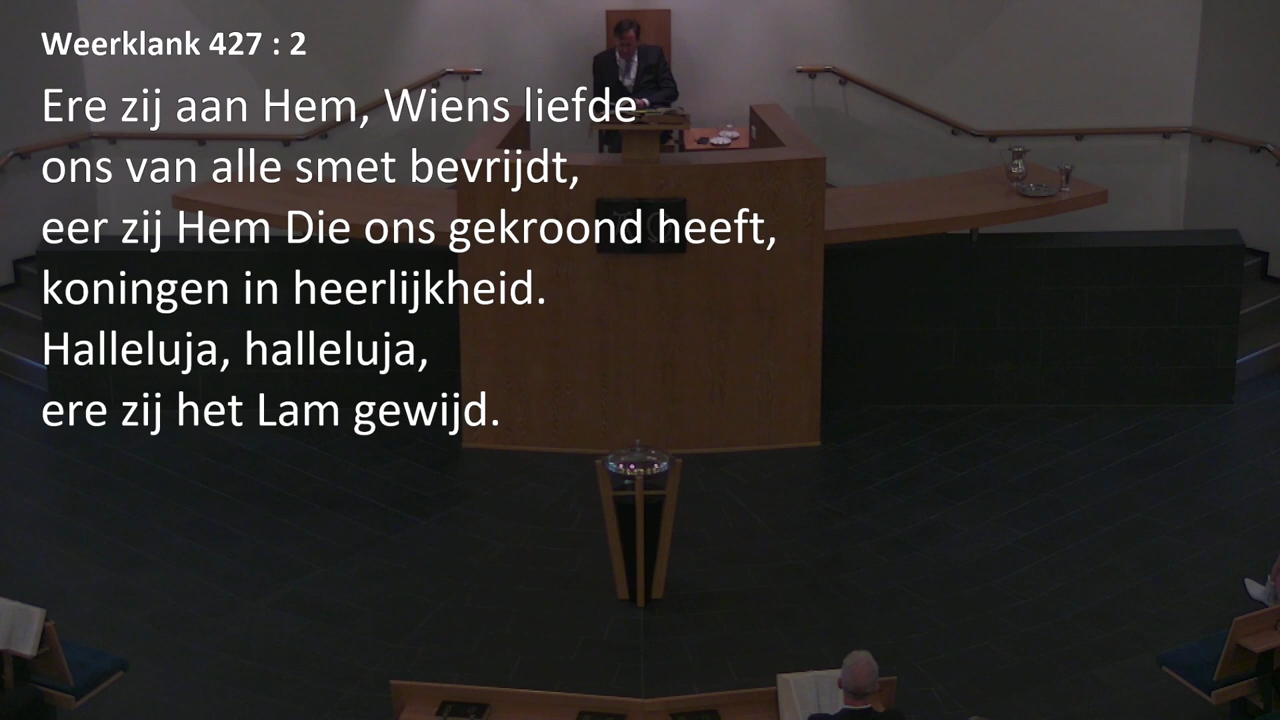 Weerklank 427 : 2
Ere zij aan Hem, Wiens liefde
ons van alle smet bevrijdt,
eer zij Hem Die ons gekroond heeft,
koningen in heerlijkheid.
Halleluja, halleluja,
ere zij het Lam gewijd.